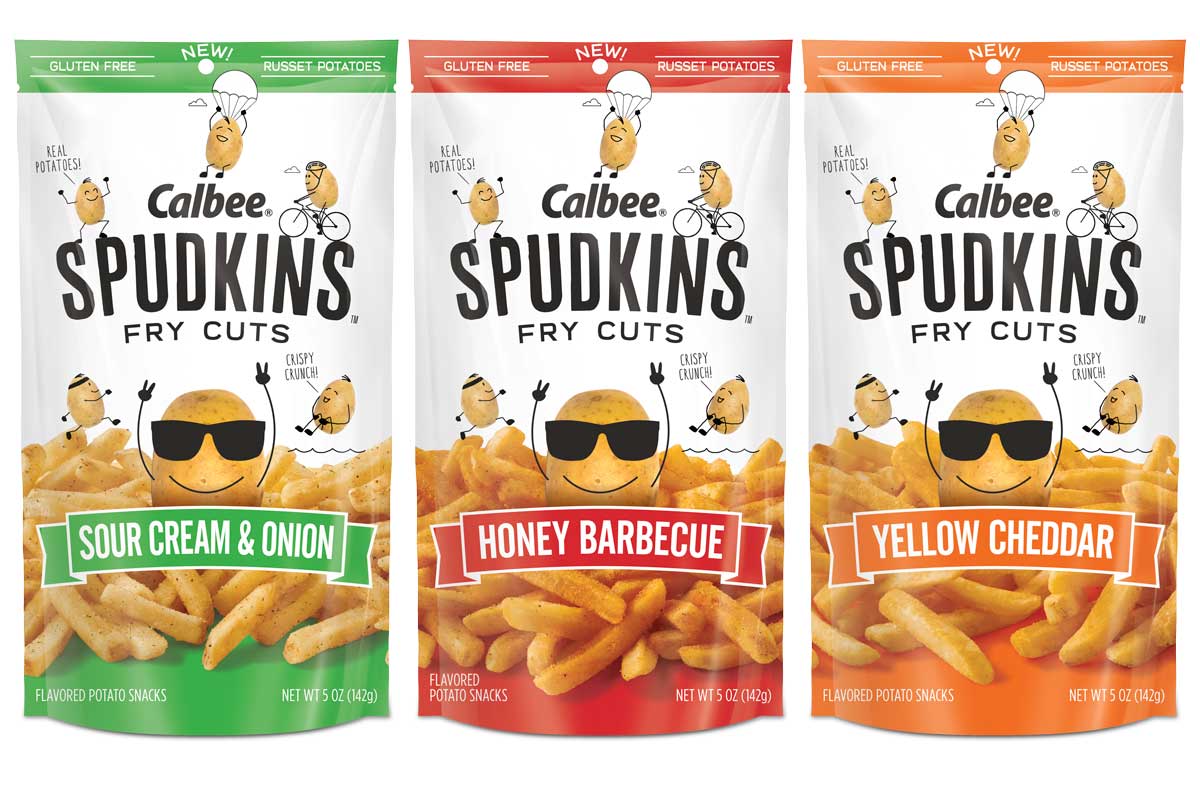 NEW!
GLUTEN FREE RUSSET POTATOES
REAL
POTATOES!
Calbee®
SPUDKINS™
FRY CUTS
CRISPY
CRUNCH!
SOUR CREAM & ONION
FLAVORED POTATO SNACKS NET WT 5 OZ (142g)
NEW!
GLUTEN FREE RUSSET POTATOES
REAL
POTATOES!
Calbee®
SPUDKINS™
FRY CUTS
CRISPY
CRUNCH!
HONEY BARBECUE
FLAVORED
POTATO SNACKS NET WT 5 OZ (142g)
NEW!
GLUTEN FREE RUSSET POTATOES
REAL
POTATOES!
Calbee®
SPUDKINS™
FRY CUTS
CRISPY
CRUNCH!
YELLOW CHEDDAR
FLAVORED POTATO SNACKS NET WT 5 OZ (142g)